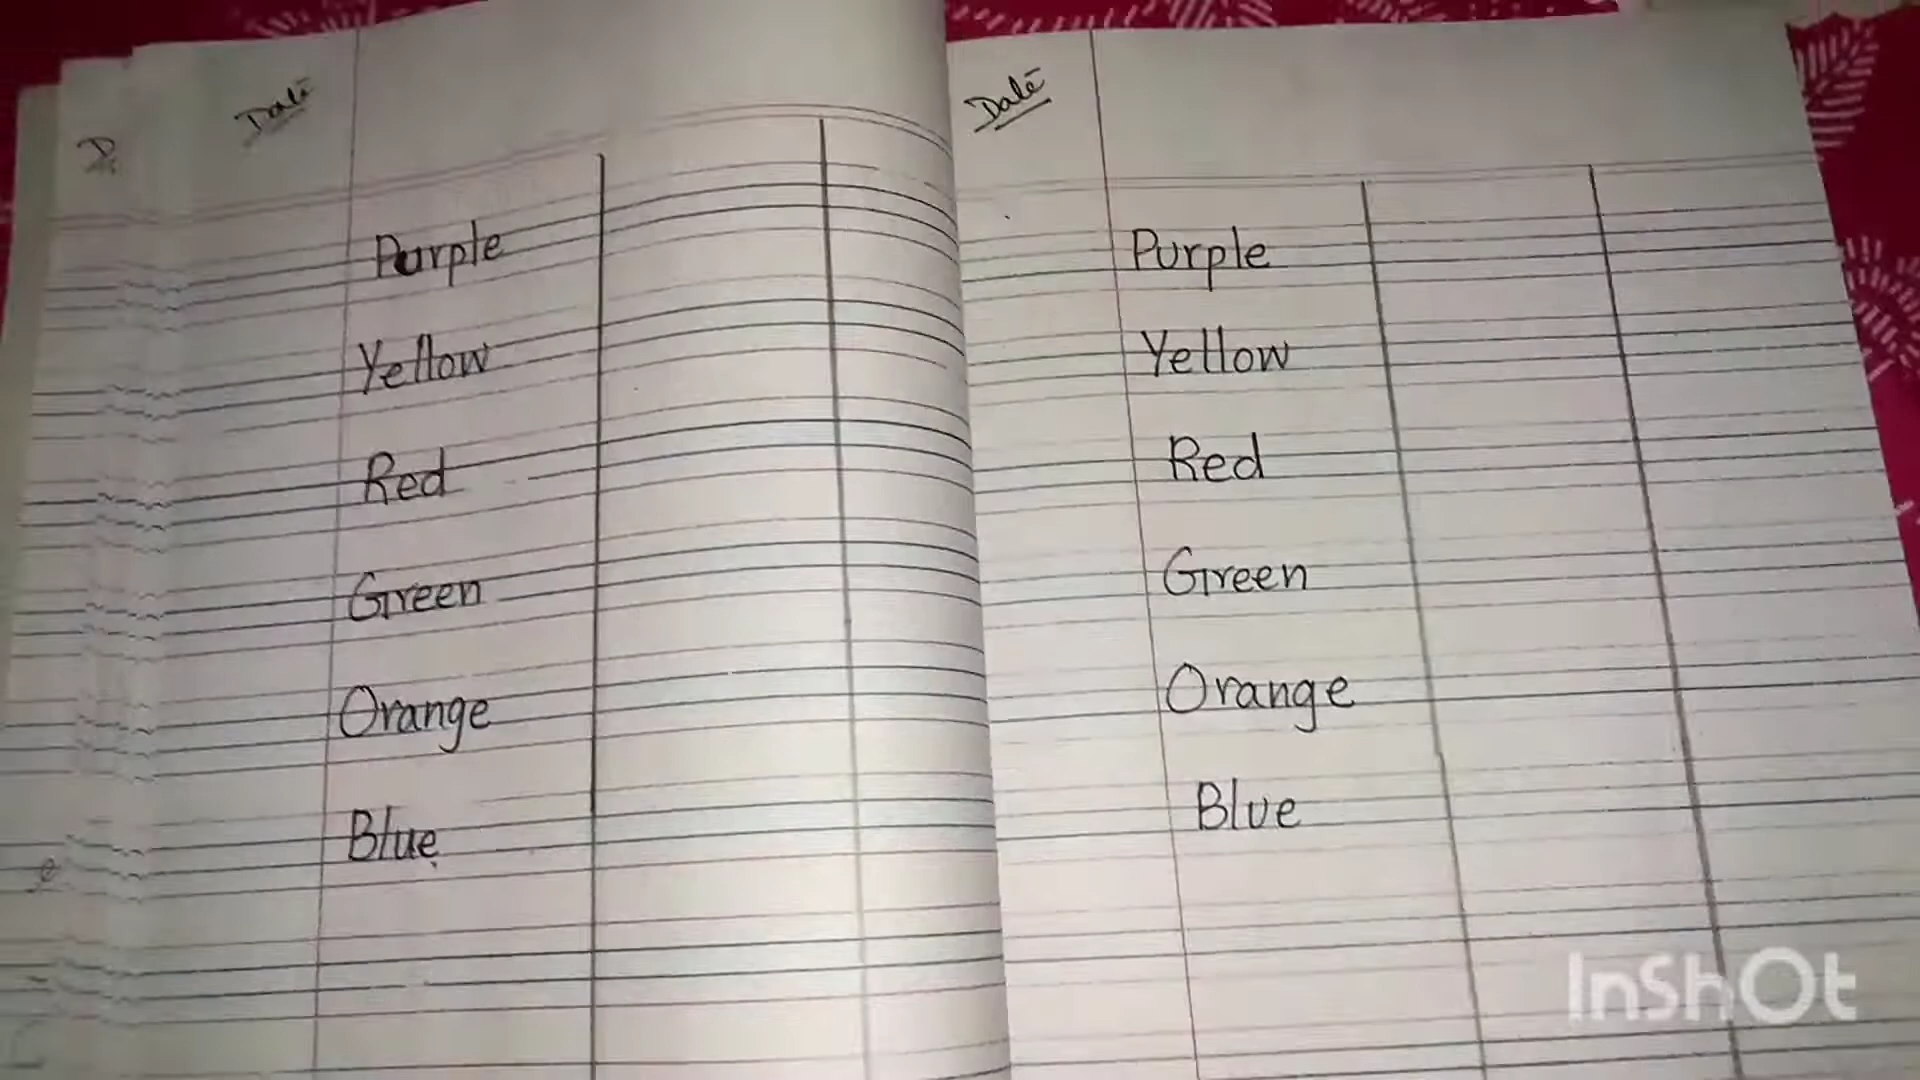 Date
Purple
Yellow
Red
Green
Orange
Blue
Date
Purple
Yellow
Red
Green
Orange
Blue
InShOt